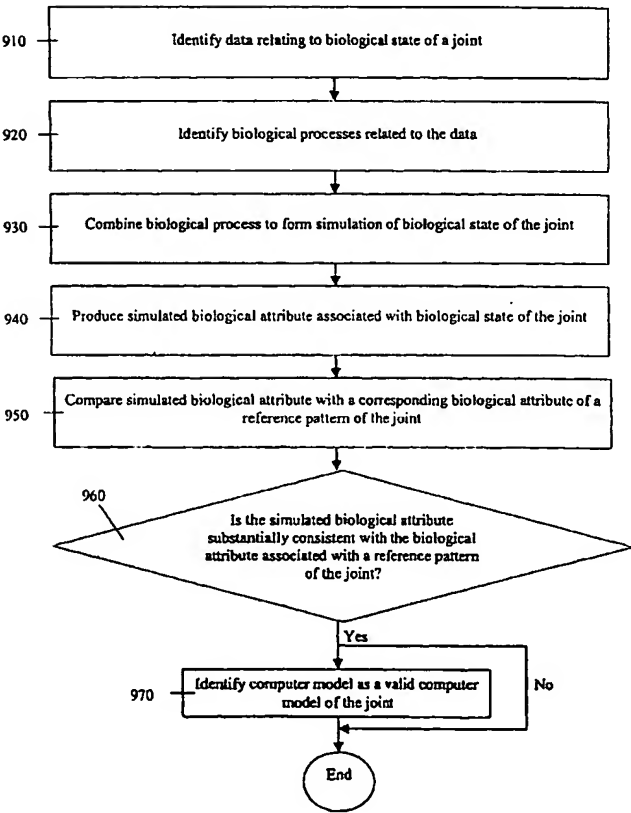 910
Identify data relating to biological state of a joint
920
Identify biological processes related to the data
930
Combine biological process to form simulation of biological state of the joint
940
Produce simulated biological attribute associated with biological state of the joint
950
Compare simulated biological attribute with a corresponding biological attribute of a
reference pattern of the joint
960
Is the simulated biological attribute
substantially consistent with the biological
attribute associated with a reference pattern
of the joint?
Yes
No
970
Identify computer model as a valid computer
model of the joint
End